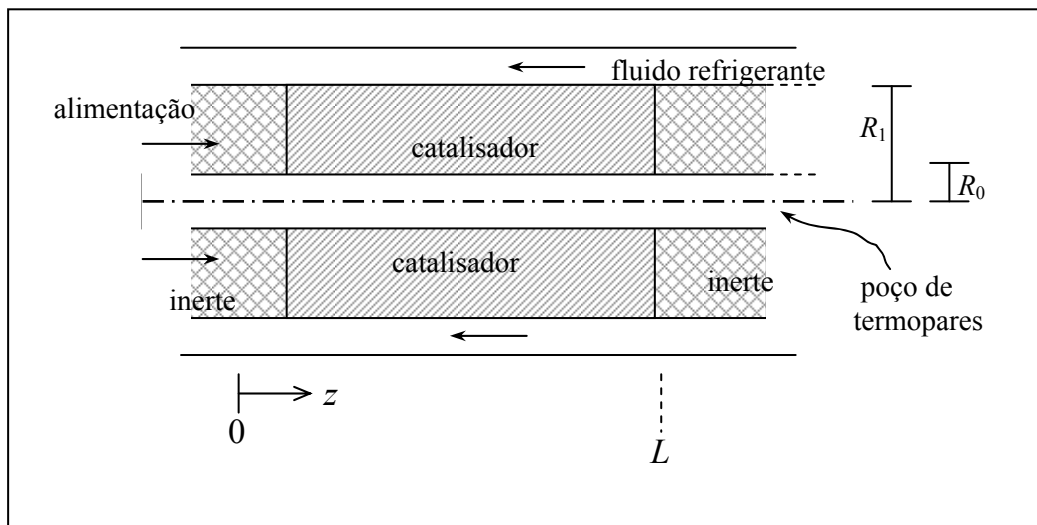 fluido refrigerante
alimentação
catalisador
R₁
R₀
catalisador
inerte
inerte
poço de
termopares
z
0
L